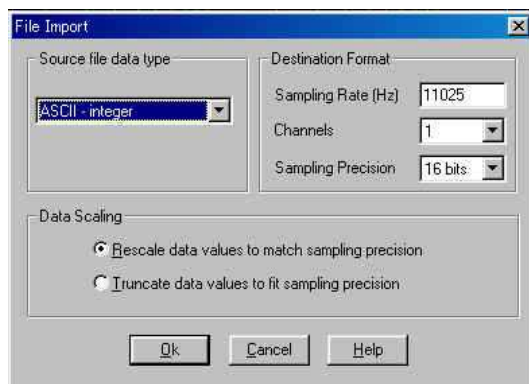 File Import
Source file data type
ASCII - integer
Destination Format
Sampling Rate (Hz) 11025
Channels 1
Sampling Precision 16 bits
Data Scaling
Rescale data values to match sampling precision
Truncate data values to fit sampling precision
Ok Cancel Help